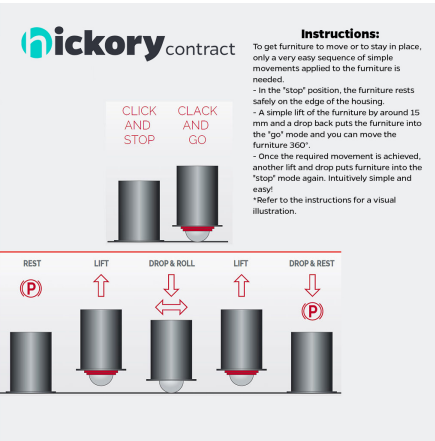 hickory contract
Instructions:
To get furniture to move or to stay in place,
only a very easy sequence of simple
movements applied to the furniture is
needed.
- In the "stop" position, the furniture rests
safely on the edge of the housing.
- A simple lift of the furniture by around 15
mm and a drop back puts the furniture into
the "go" mode and you can move the
furniture 360°.
- Once the required movement is achieved,
another lift and drop puts furniture into the
"stop" mode again. Intuitively simple and
easy!
*Refer to the instructions for a visual
illustration.
CLICK
AND
STOP
CLACK
AND
GO
REST LIFT DROP & ROLL LIFT DROP & REST
P
P